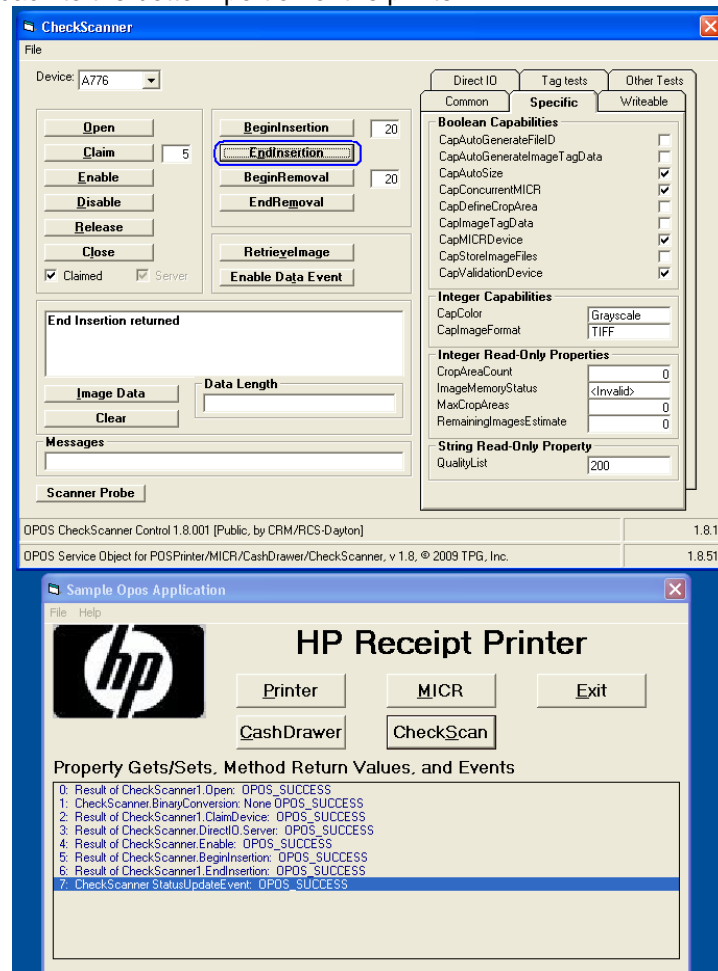 CheckScanner
File
Device: A776
Open
Claim 5
Enable
Disable
Release
Close
Claimed Server
BeginInsertion 20
EndInsertion
BeginRemoval 20
EndRemoval
RetrieveImage
Enable Data Event
End Insertion returned
Image Data
Clear
Data Length
Messages
Scanner Probe
Direct IO Tag tests Other Tests
Common Specific Writeable
Boolean Capabilities
CapAutoGenerateFileID
CapAutoGenerateImageTagData
CapAutoSize
CapConcurrentMICR
CapDefineCropArea
CapImageTagData
CapMICRDevice
CapStoreImageFiles
CapValidationDevice
Integer Capabilities
CapColor Grayscale
CapImageFormat TIFF
Integer Read-Only Properties
CropAreaCount 0
ImageMemoryStatus <Invalid>
MaxCropAreas 0
RemainingImagesEstimate 0
String Read-Only Property
QualityList 200
OPOS CheckScanner Control 1.8.001 [Public, by CRM/RCS-Dayton] 1.8.1
OPOS Service Object for POSPrinter/MICR/CashDrawer/CheckScanner, v 1.8, © 2009 TPG, Inc. 1.8.51
Sample Opos Application
File Help
hp
HP Receipt Printer
Printer MICR Exit
CashDrawer CheckScan
Property Gets/Sets, Method Return Values, and Events
0: Result of CheckScanner1.Open: OPOS_SUCCESS
1: CheckScanner.BinaryConversion: None OPOS_SUCCESS
2: Result of CheckScanner1.ClaimDevice: OPOS_SUCCESS
3: Result of CheckScanner.DirectIO.Server: OPOS_SUCCESS
4: Result of CheckScanner.Enable: OPOS_SUCCESS
5: Result of CheckScanner.BeginInsertion: OPOS_SUCCESS
6: Result of CheckScanner1.EndInsertion: OPOS_SUCCESS
7: CheckScanner StatusUpdateEvent: OPOS_SUCCESS